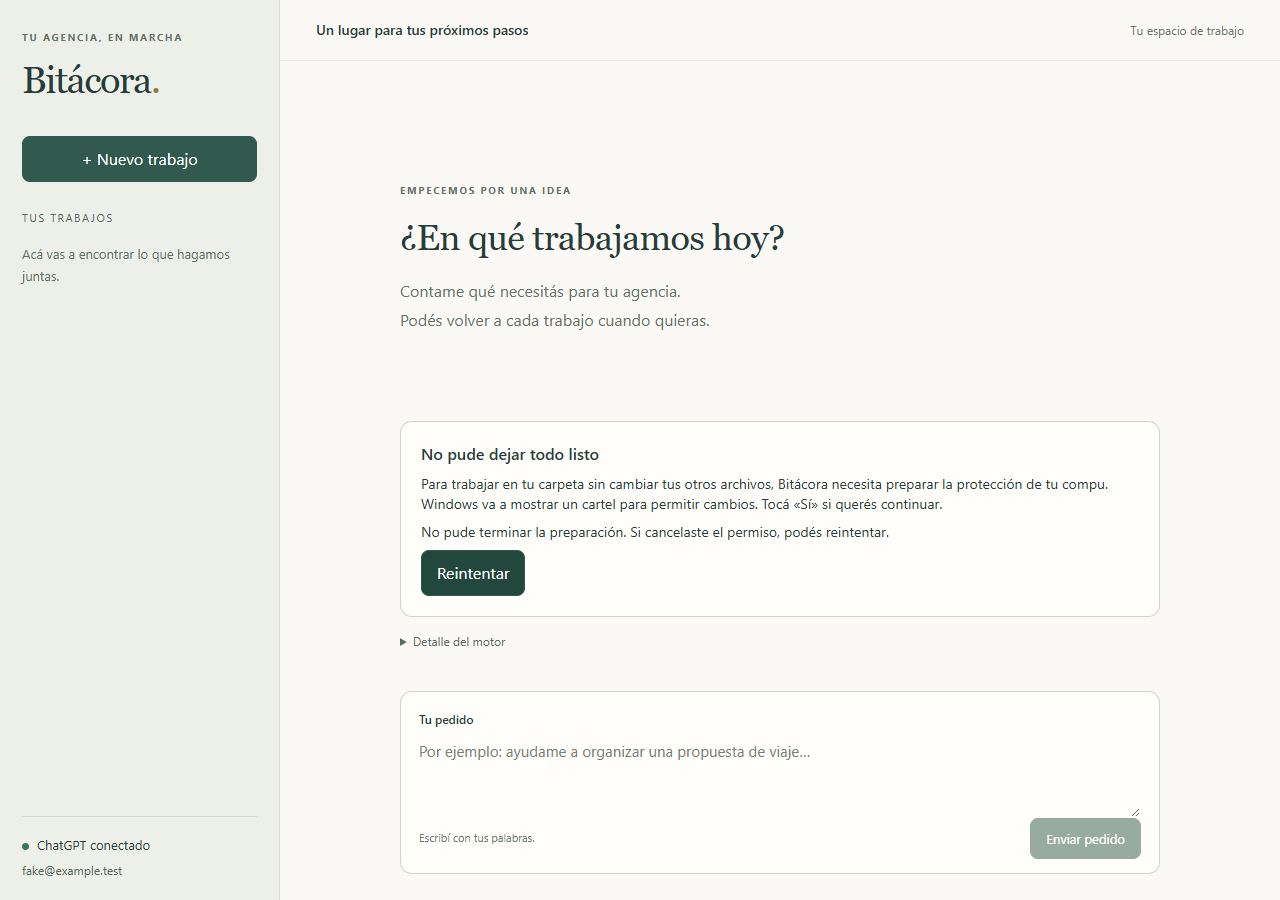 TU AGENCIA, EN MARCHA
Bitácora.
+ Nuevo trabajo
TUS TRABAJOS
Acá vas a encontrar lo que hagamos
juntas.
ChatGPT conectado
fake@example.test
Un lugar para tus próximos pasos
Tu espacio de trabajo
EMPECEMOS POR UNA IDEA
¿En qué trabajamos hoy?
Contame qué necesitás para tu agencia.
Podés volver a cada trabajo cuando quieras.
No pude dejar todo listo
Para trabajar en tu carpeta sin cambiar tus otros archivos, Bitácora necesita preparar la protección de tu compu.
Windows va a mostrar un cartel para permitir cambios. Tocá «Sí» si querés continuar.
No pude terminar la preparación. Si cancelaste el permiso, podés reintentar.
Reintentar
Detalle del motor
Tu pedido
Por ejemplo: ayudame a organizar una propuesta de viaje...
Escribí con tus palabras.
Enviar pedido